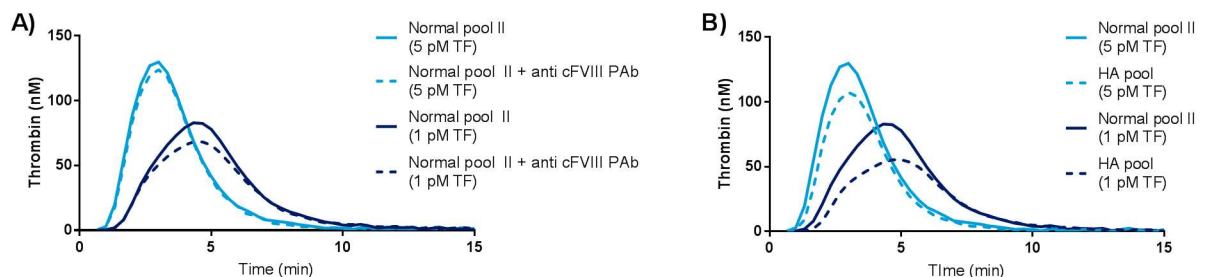 A)
150
100
50
0
Thrombin (nM)
0
5
10
15
Time (min)
Normal pool II
(5 pM TF)
Normal pool II + anti cFVIII PAb
(5 pM TF)
Normal pool II
(1 pM TF)
Normal pool II + anti cFVIII PAb
(1 pM TF)
B)
150
100
50
0
Thrombin (nM)
0
5
10
15
TIme (min)
Normal pool II
(5 pM TF)
HA pool
(5 pM TF)
Normal pool II
(1 pM TF)
HA pool
(1 pM TF)